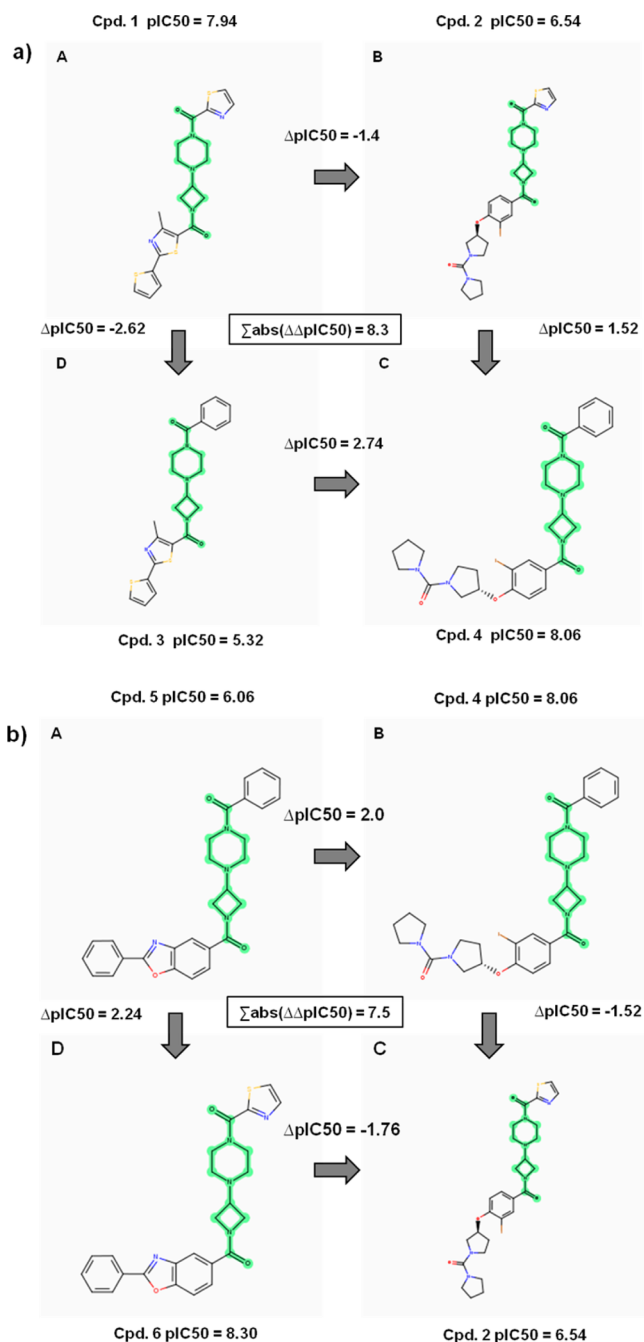 Cpd. 1 pIC50 = 7.94
Cpd. 2 pIC50 = 6.54
a)
A
B
ΔpIC50 = -1.4
ΔpIC50 = -2.62
∑abs(ΔΔpIC50) = 8.3
ΔpIC50 = 1.52
D
C
ΔpIC50 = 2.74
Cpd. 3 pIC50 = 5.32
Cpd. 4 pIC50 = 8.06
Cpd. 5 pIC50 = 6.06
Cpd. 4 pIC50 = 8.06
b)
A
B
ΔpIC50 = 2.0
ΔpIC50 = 2.24
∑abs(ΔΔpIC50) = 7.5
ΔpIC50 = -1.52
D
C
ΔpIC50 = -1.76
Cpd. 6 pIC50 = 8.30
Cpd. 2 pIC50 = 6.54